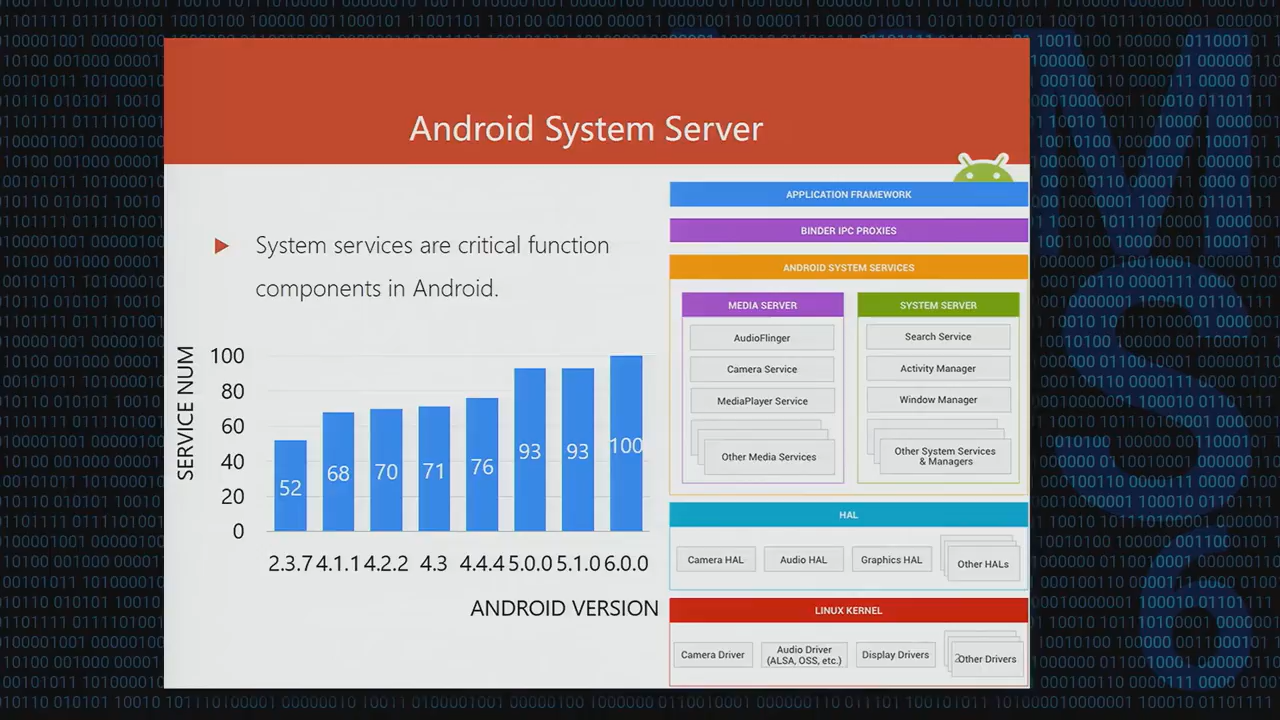 Android System Server
System services are critical function
components in Android.
SERVICE NUM
100
80
60
40
20
0
52
68
70
71
76
93
93
100
2.3.7 4.1.1 4.2.2 4.3 4.4.4 5.0.0 5.1.0 6.0.0
ANDROID VERSION
APPLICATION FRAMEWORK
BINDER IPC PROXIES
ANDROID SYSTEM SERVICES
MEDIA SERVER
AudioFlinger
Camera Service
MediaPlayer Service
Other Media Services
SYSTEM SERVER
Search Service
Activity Manager
Window Manager
Other System Services
& Managers
HAL
Camera HAL
Audio HAL
Graphics HAL
Other HALs
LINUX KERNEL
Camera Driver
Audio Driver
(ALSA, OSS, etc.)
Display Drivers
Other Drivers